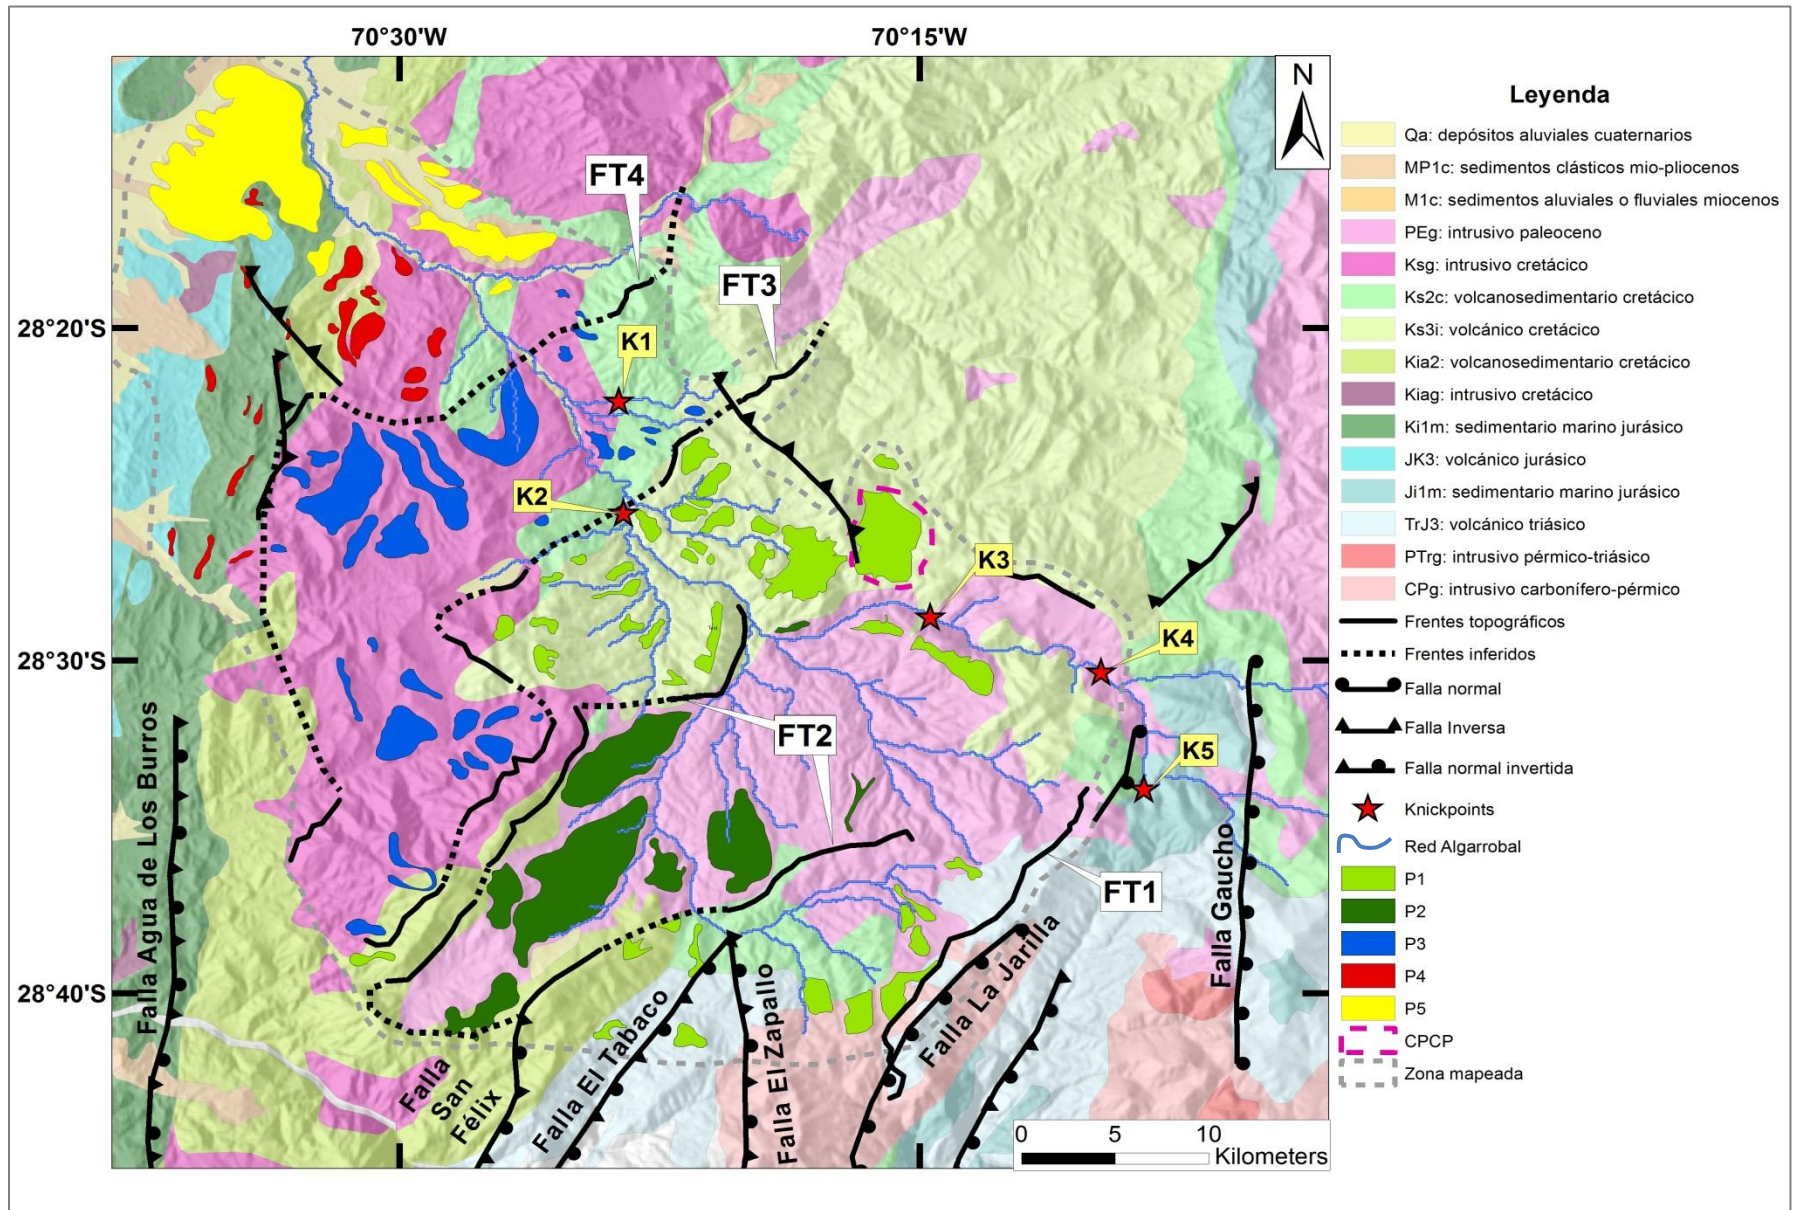 70°30'W
70°15'W
28°20'S
28°30'S
28°40'S
N
FT4
FT3
K1
K2
K3
K4
FT2
K5
FT1
Falla Agua de Los Burros
Falla
San
Félix
Falla El Tabaco
Falla El Zapallo
Falla La Jarilla
Falla Gaucho
0 5 10
Kilometers
Leyenda
Qa: depósitos aluviales cuaternarios
MP1c: sedimentos clásticos mio-pliocenos
M1c: sedimentos aluviales o fluviales miocenos
PEg: intrusivo paleoceno
Ksg: intrusivo cretácico
Ks2c: volcanosedimentario cretácico
Ks3i: volcánico cretácico
Kia2: volcanosedimentario cretácico
Kiag: intrusivo cretácico
Ki1m: sedimentario marino jurásico
JK3: volcánico jurásico
Ji1m: sedimentario marino jurásico
TrJ3: volcánico triásico
PTrg: intrusivo pérmico-triásico
CPg: intrusivo carbonífero-pérmico
Frentes topográficos
Frentes inferidos
Falla normal
Falla Inversa
Falla normal invertida
Knickpoints
Red Algarrobal
P1
P2
P3
P4
P5
CPCP
Zona mapeada